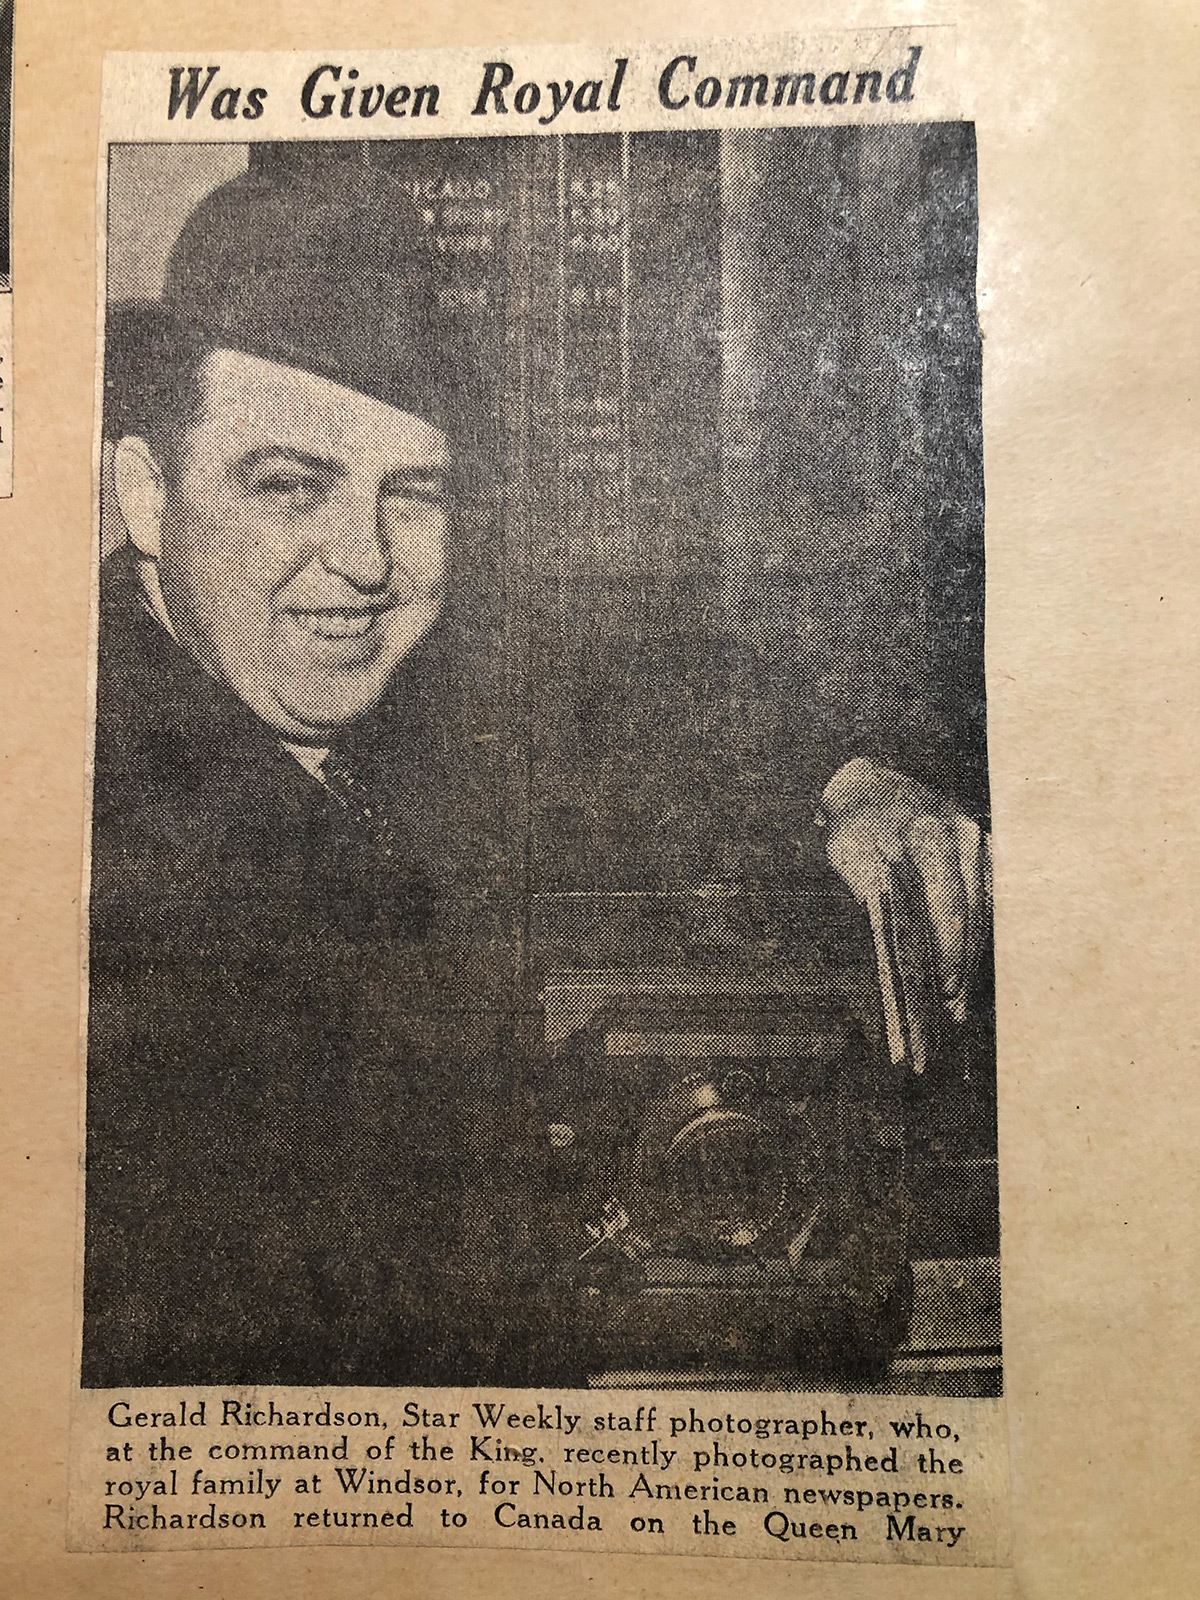 Was Given Royal Command
ICAGO
Gerald Richardson, Star Weekly staff photographer, who,
at the command of the King, recently photographed the
royal family at Windsor, for North American newspapers.
Richardson returned to Canada on the Queen Mary